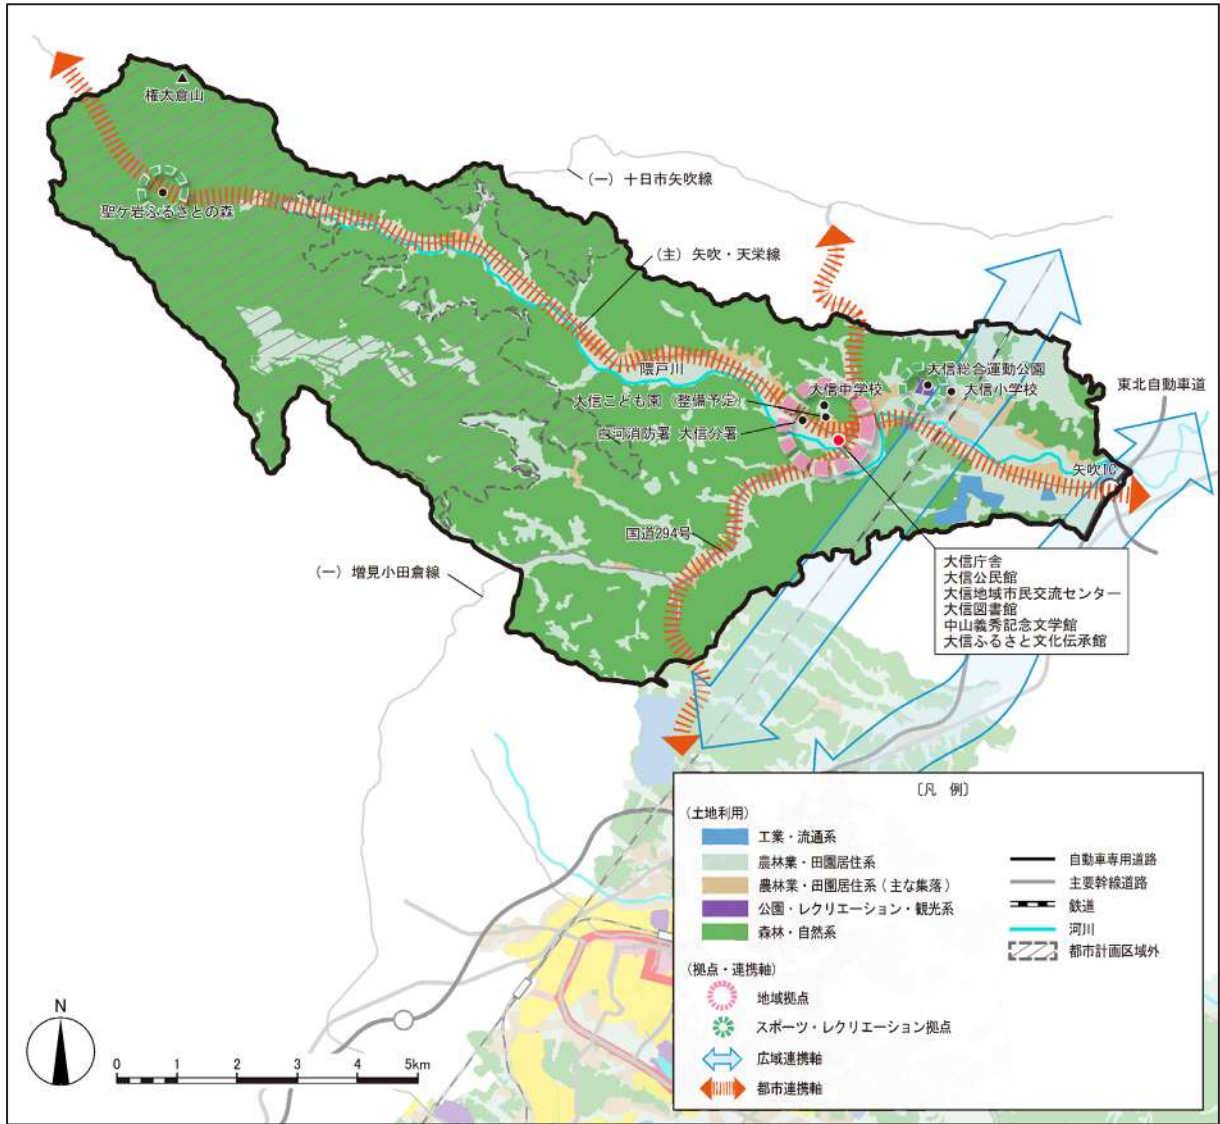 権太倉山
(一) 十日市矢吹線
聖ケ岩ふるさとの森
(主) 矢吹・天栄線
隈戸川
大信総合運動公園
大信中学校
大信小学校
東北自動車道
大信こども園 (整備予定)
白河消防署 大信分署
矢吹IC
国道294号
(一) 増見小田倉線
大信庁舎
大信公民館
大信地域市民交流センター
大信図書館
中山義秀記念文学館
大信ふるさと文化伝承館
〔凡 例〕
(土地利用)
工業・流通系
農林業・田園居住系
農林業・田園居住系 (主な集落)
公園・レクリエーション・観光系
森林・自然系
自動車専用道路
主要幹線道路
鉄道
河川
都市計画区域外
(拠点・連携軸)
地域拠点
スポーツ・レクリエーション拠点
広域連携軸
都市連携軸
N
0 1 2 3 4 5km